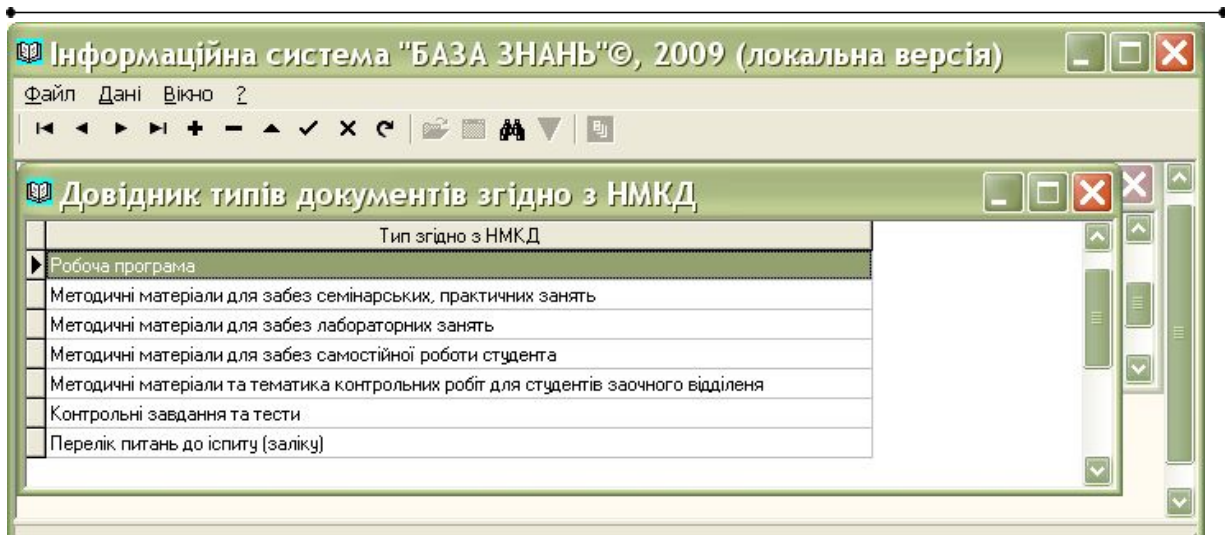 Інформаційна система "БАЗА ЗНАНЬ"©, 2009 (локальна версія)
Файл Дані Вікно ?
Довідник типів документів згідно з НМКД
Тип згідно з НМКД
Робоча програма
Методичні матеріали для забез семінарських, практичних занять
Методичні матеріали для забез лабораторних занять
Методичні матеріали для забез самостійної роботи студента
Методичні матеріали та тематика контрольних робіт для студентів заочного відділеня
Контрольні завдання та тести
Перелік питань до іспиту (заліку)